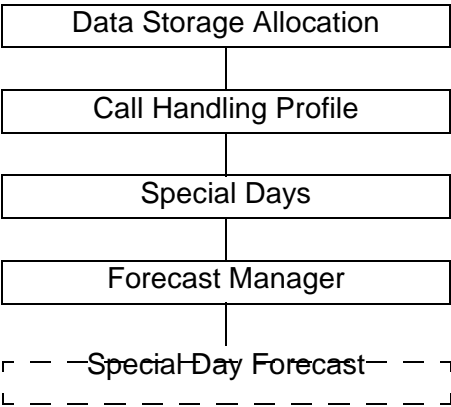 Data Storage Allocation
Call Handling Profile
Special Days
Forecast Manager
Special Day Forecast